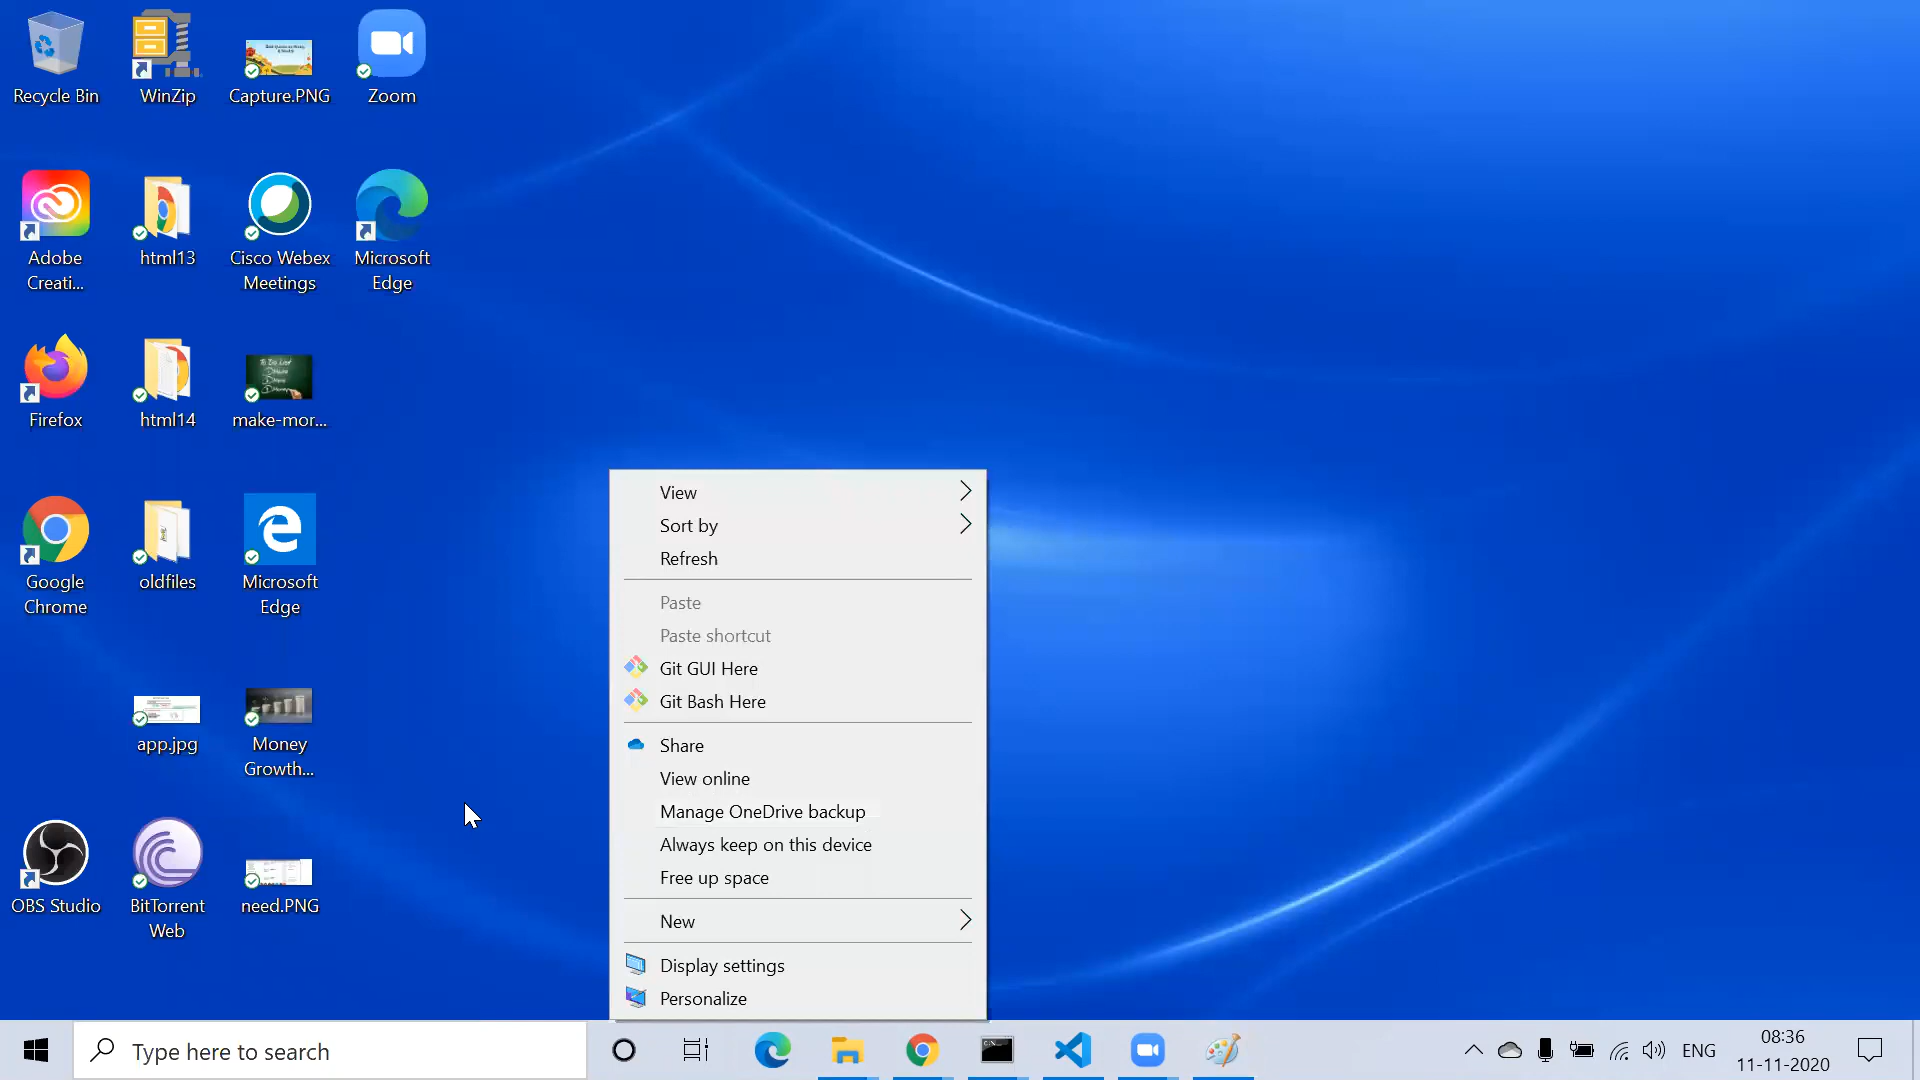 Recycle Bin
WinZip
Capture.PNG
Zoom
Adobe
Creati...
html13
Cisco Webex
Meetings
Microsoft
Edge
Firefox
html14
make-mor...
Google
Chrome
oldfiles
Microsoft
Edge
app.jpg
Money
Growth...
OBS Studio
BitTorrent
Web
need.PNG
View
Sort by
Refresh
Paste
Paste shortcut
Git GUI Here
Git Bash Here
Share
View online
Manage OneDrive backup
Always keep on this device
Free up space
New
Display settings
Personalize
Type here to search
ENG
08:36
11-11-2020